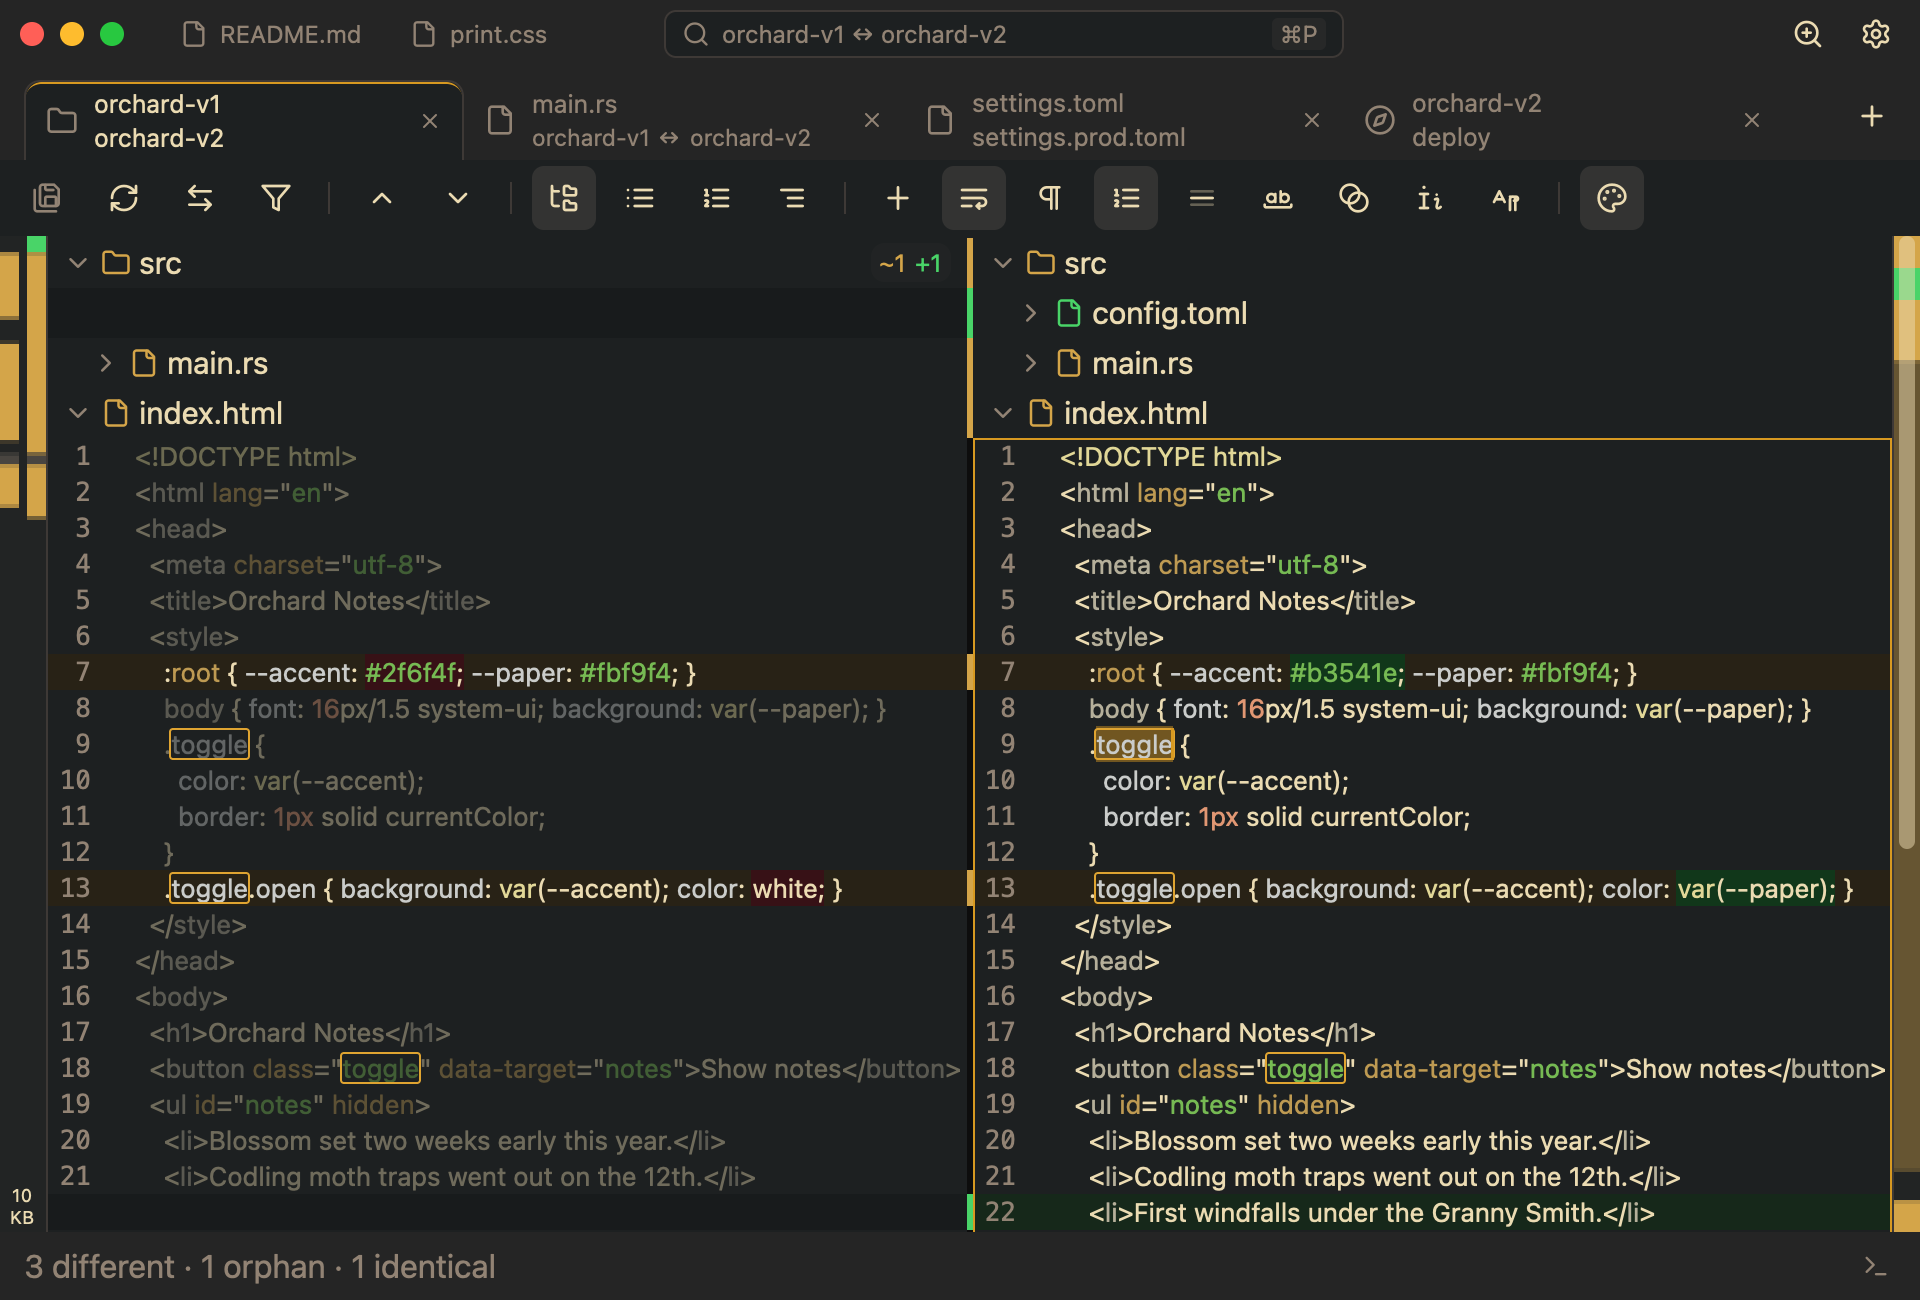 README.md
print.css
orchard-v1 ↔ orchard-v2
⌘P
orchard-v1
orchard-v2
main.rs
orchard-v1 ↔ orchard-v2
settings.toml
settings.prod.toml
orchard-v2
deploy
src
~1 +1
main.rs
index.html
1 <!DOCTYPE html>
2 <html lang="en">
3 <head>
4 <meta charset="utf-8">
5 <title>Orchard Notes</title>
6 <style>
7 :root { --accent: #2f6f4f; --paper: #fbf9f4; }
8 body { font: 16px/1.5 system-ui; background: var(--paper); }
9 .toggle {
10 color: var(--accent);
11 border: 1px solid currentColor;
12 }
13 .toggle.open { background: var(--accent); color: white; }
14 </style>
15 </head>
16 <body>
17 <h1>Orchard Notes</h1>
18 <button class="toggle" data-target="notes">Show notes</button>
19 <ul id="notes" hidden>
20 <li>Blossom set two weeks early this year.</li>
21 <li>Codling moth traps went out on the 12th.</li>
src
config.toml
main.rs
index.html
1 <!DOCTYPE html>
2 <html lang="en">
3 <head>
4 <meta charset="utf-8">
5 <title>Orchard Notes</title>
6 <style>
7 :root { --accent: #b3541e; --paper: #fbf9f4; }
8 body { font: 16px/1.5 system-ui; background: var(--paper); }
9 .toggle {
10 color: var(--accent);
11 border: 1px solid currentColor;
12 }
13 .toggle.open { background: var(--accent); color: var(--paper); }
14 </style>
15 </head>
16 <body>
17 <h1>Orchard Notes</h1>
18 <button class="toggle" data-target="notes">Show notes</button>
19 <ul id="notes" hidden>
20 <li>Blossom set two weeks early this year.</li>
21 <li>Codling moth traps went out on the 12th.</li>
22 <li>First windfalls under the Granny Smith.</li>
10
KB
3 different · 1 orphan · 1 identical